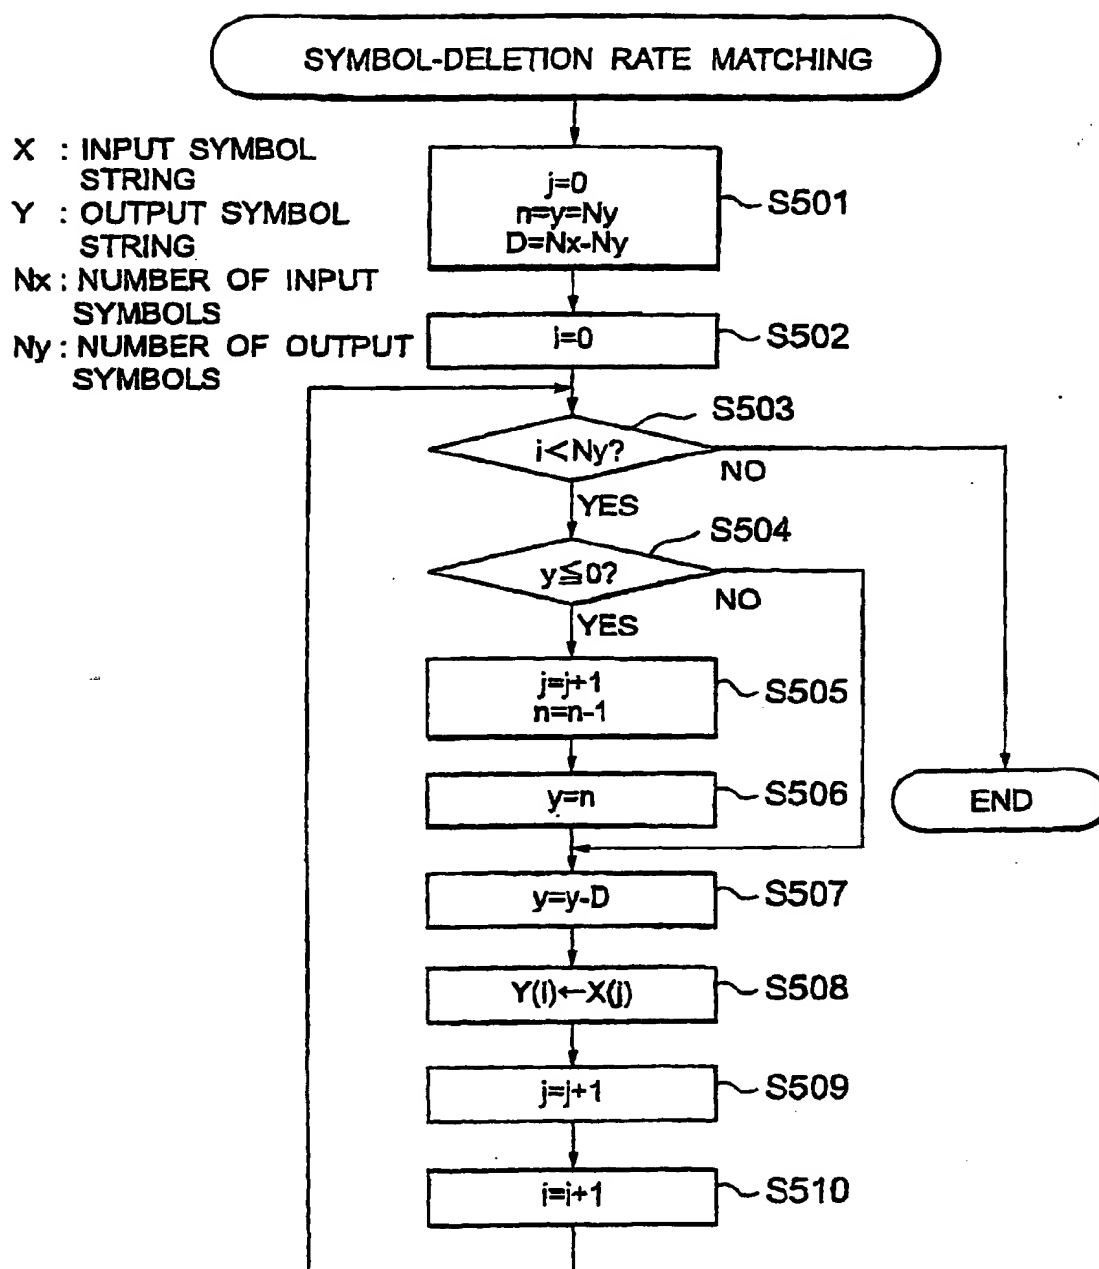 SYMBOL-DELETION RATE MATCHING
X : INPUT SYMBOL
STRING
Y : OUTPUT SYMBOL
STRING
Nx : NUMBER OF INPUT
SYMBOLS
Ny : NUMBER OF OUTPUT
SYMBOLS
j=0
n=y=Ny
D=Nx-Ny
S501
i=0
S502
S503
i<Ny?
NO
YES
S504
y≦0?
NO
YES
j=j+1
n=n-1
S505
y=n
S506
END
y=y-D
S507
Y(i)←X(j)
S508
j=j+1
S509
i=i+1
S510